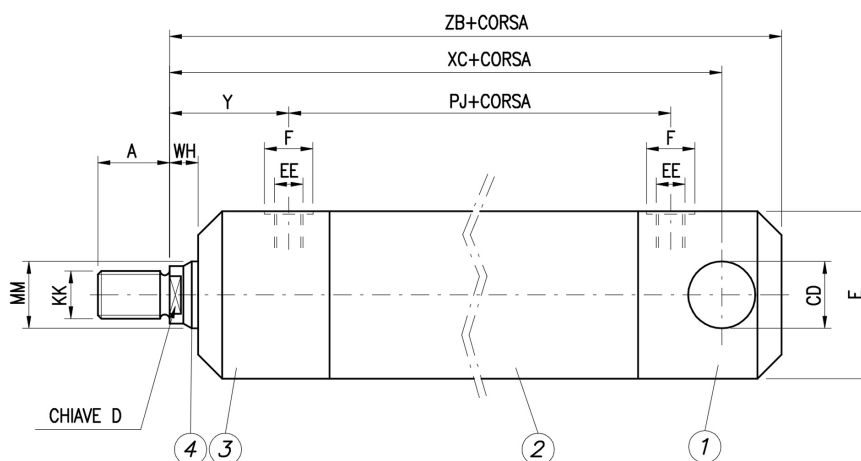 ZB+CORSA
XC+CORSA
Y
PJ+CORSA
F
F
A
WH
EE
EE
MM
KK
CD
CHIAVE D
4
3
2
1